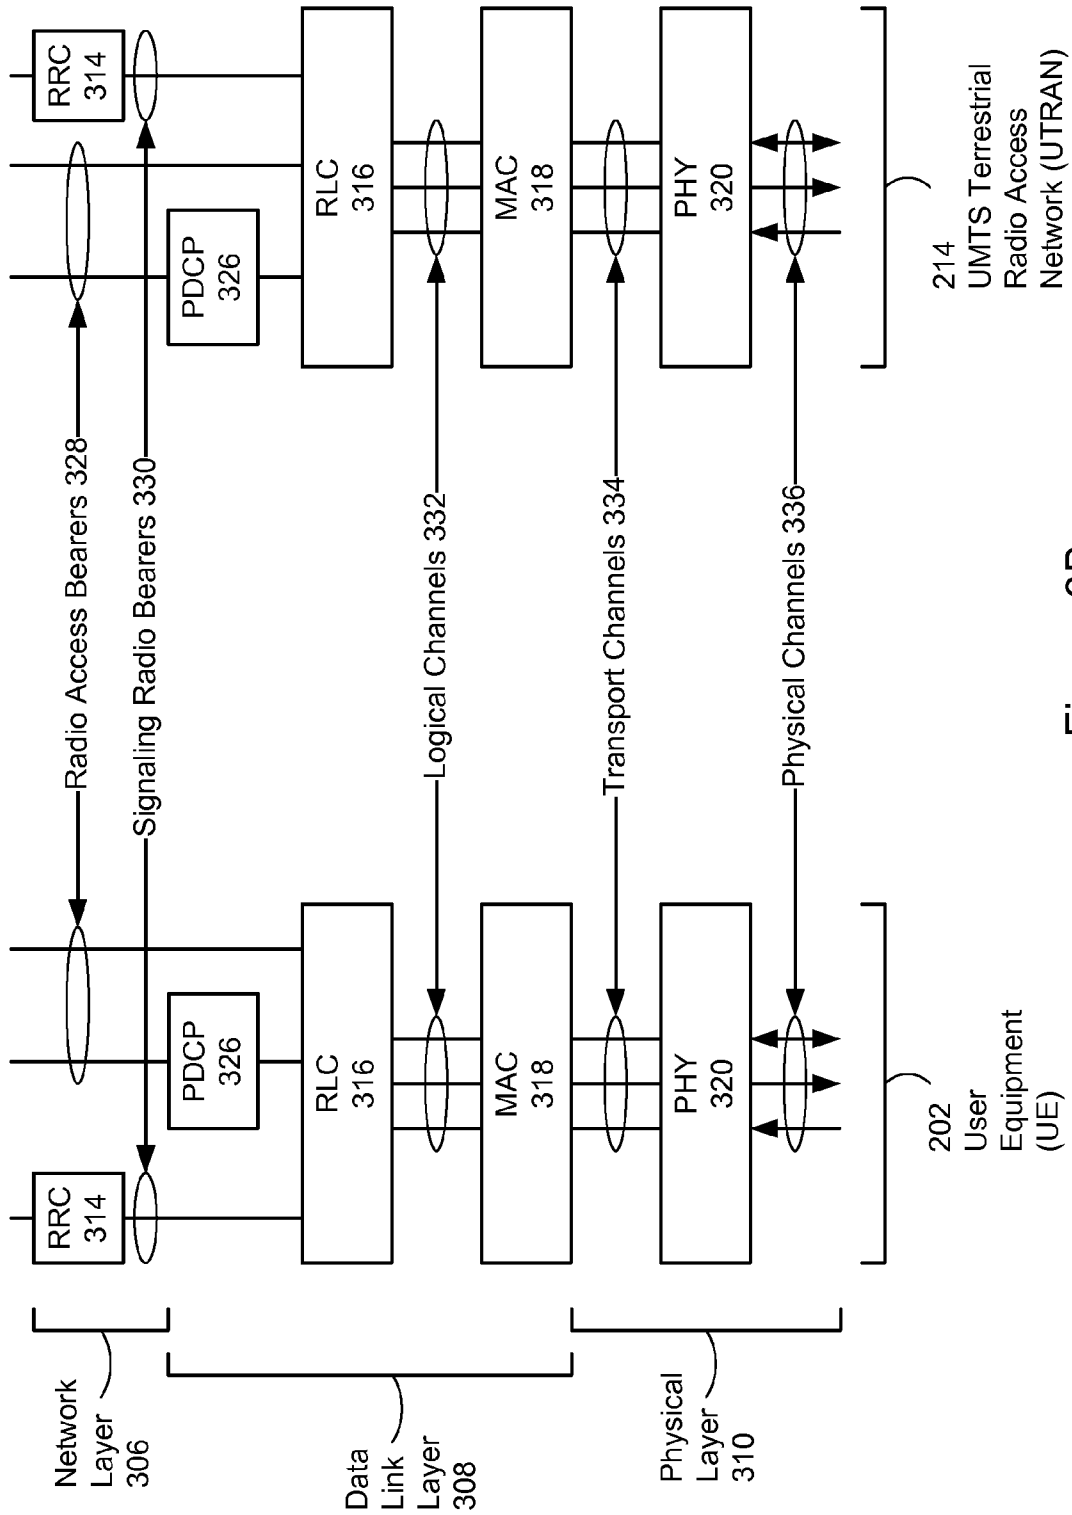 Network
Layer
306
Data
Link
Layer
308
Physical
Layer
310
RRC
314
PDCP
326
RLC
316
MAC
318
PHY
320
202
User
Equipment
(UE)
Radio Access Bearers 328
Signaling Radio Bearers 330
Logical Channels 332
Transport Channels 334
Physical Channels 336
RRC
314
PDCP
326
RLC
316
MAC
318
PHY
320
214
UMTS Terrestrial
Radio Access
Network (UTRAN)